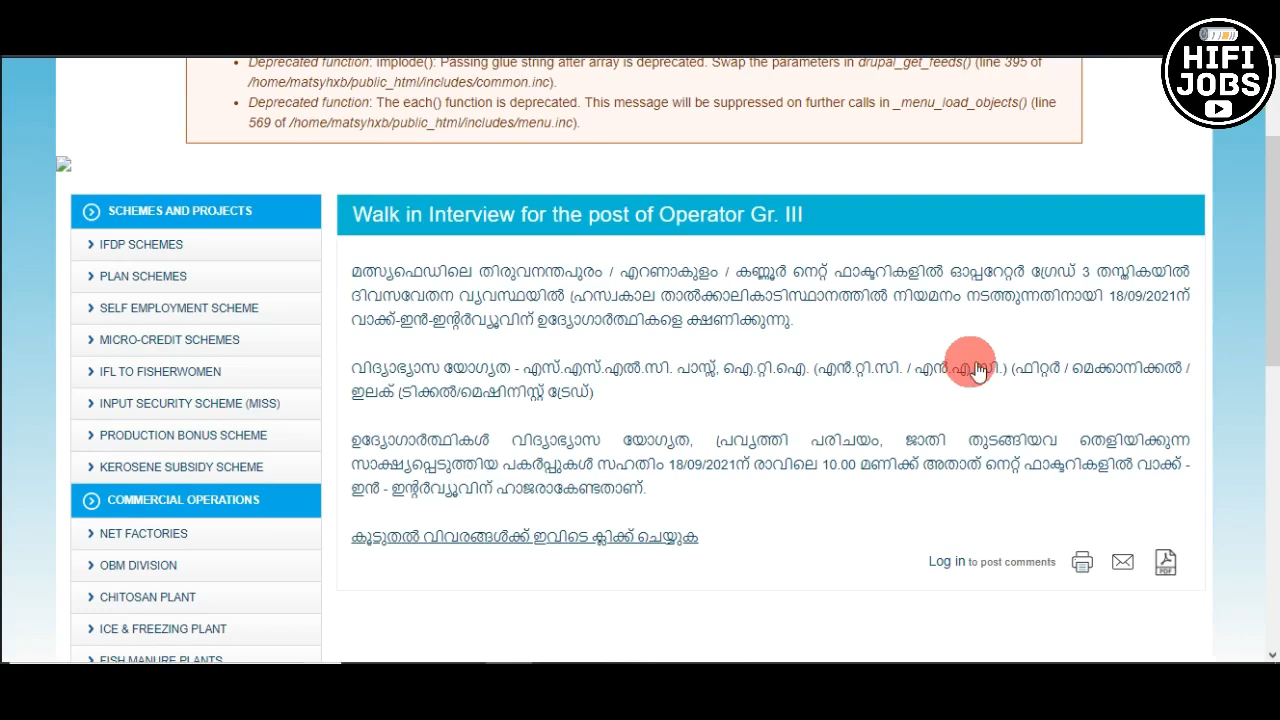 HIFI
JOBS
Deprecated function: implode(): Passing glue string after array is deprecated. Swap the parameters in drupal_get_feeds() (line 395 of
/home/matsyhxb/public_html/includes/common.inc).
Deprecated function: The each() function is deprecated. This message will be suppressed on further calls in _menu_load_objects() (line
569 of /home/matsyhxb/public_html/includes/menu.inc).
SCHEMES AND PROJECTS
IFDP SCHEMES
PLAN SCHEMES
SELF EMPLOYMENT SCHEME
MICRO-CREDIT SCHEMES
IFL TO FISHERWOMEN
INPUT SECURITY SCHEME (MISS)
PRODUCTION BONUS SCHEME
KEROSENE SUBSIDY SCHEME
COMMERCIAL OPERATIONS
NET FACTORIES
OBM DIVISION
CHITOSAN PLANT
ICE & FREEZING PLANT
FISH MANURE PLANTS
Walk in Interview for the post of Operator Gr. III
മത്സ്യഫെഡിലെ തിരുവനന്തപുരം / എറണാകുളം / കണ്ണൂർ നെറ്റ് ഫാക്ടറികളിൽ ഓപ്പറേറ്റർ ഗ്രേഡ് 3 തസ്തികയിൽ
ദിവസവേതന വ്യവസ്ഥയിൽ ഹ്രസ്വകാല താൽക്കാലികാടിസ്ഥാനത്തിൽ നിയമനം നടത്തുന്നതിനായി 18/09/2021ന്
വാക്ക്-ഇൻ-ഇന്റർവ്യൂവിന് ഉദ്യോഗാർത്ഥികളെ ക്ഷണിക്കുന്നു.
വിദ്യാഭ്യാസ യോഗ്യത - എസ്.എസ്.എൽ.സി. പാസ്സ്, ഐ.റ്റി.ഐ. (എൻ.റ്റി.സി. / എൻ.എ.സി.) (ഫിറ്റർ / മെക്കാനിക്കൽ /
ഇലക് ട്രിക്കൽ/മെഷിനിസ്റ്റ് ട്രേഡ്)
ഉദ്യോഗാർത്ഥികൾ വിദ്യാഭ്യാസ യോഗ്യത, പ്രവൃത്തി പരിചയം, ജാതി തുടങ്ങിയവ തെളിയിക്കുന്ന
സാക്ഷ്യപ്പെടുത്തിയ പകർപ്പുകൾ സഹതിം 18/09/2021ന് രാവിലെ 10.00 മണിക്ക് അതാത് നെറ്റ് ഫാക്ടറികളിൽ വാക്ക് -
ഇൻ - ഇന്റർവ്യൂവിന് ഹാജരാകേണ്ടതാണ്.
കൂടുതൽ വിവരങ്ങൾക്ക് ഇവിടെ ക്ലിക്ക് ചെയ്യുക
Log in to post comments
PDF